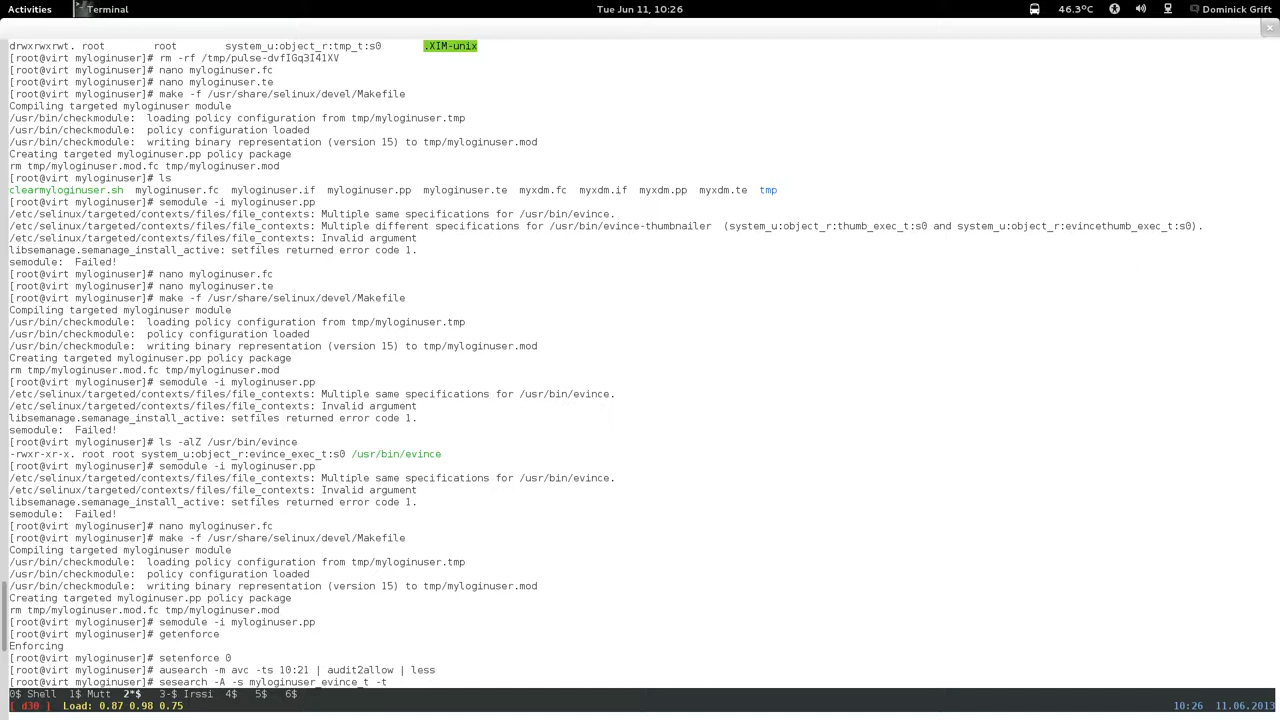 Activities Terminal Tue Jun 11, 10:26 46.3°C Dominick Grift
drwxrwxrwt. root root system_u:object_r:tmp_t:s0 .XIM-unix
[root@virt myloginuser]# rm -rf /tmp/pulse-dvfIGq3I41XV
[root@virt myloginuser]# nano myloginuser.fc
[root@virt myloginuser]# nano myloginuser.te
[root@virt myloginuser]# make -f /usr/share/selinux/devel/Makefile
Compiling targeted myloginuser module
/usr/bin/checkmodule: loading policy configuration from tmp/myloginuser.tmp
/usr/bin/checkmodule: policy configuration loaded
/usr/bin/checkmodule: writing binary representation (version 15) to tmp/myloginuser.mod
Creating targeted myloginuser.pp policy package
rm tmp/myloginuser.mod.fc tmp/myloginuser.mod
[root@virt myloginuser]# ls
clearmyloginuser.sh myloginuser.fc myloginuser.if myloginuser.pp myloginuser.te myxdm.fc myxdm.if myxdm.pp myxdm.te tmp
[root@virt myloginuser]# semodule -i myloginuser.pp
/etc/selinux/targeted/contexts/files/file_contexts: Multiple same specifications for /usr/bin/evince.
/etc/selinux/targeted/contexts/files/file_contexts: Multiple different specifications for /usr/bin/evince-thumbnailer (system_u:object_r:thumb_exec_t:s0 and system_u:object_r:evincethumb_exec_t:s0).
/etc/selinux/targeted/contexts/files/file_contexts: Invalid argument
libsemanage.semanage_install_active: setfiles returned error code 1.
semodule: Failed!
[root@virt myloginuser]# nano myloginuser.fc
[root@virt myloginuser]# nano myloginuser.te
[root@virt myloginuser]# make -f /usr/share/selinux/devel/Makefile
Compiling targeted myloginuser module
/usr/bin/checkmodule: loading policy configuration from tmp/myloginuser.tmp
/usr/bin/checkmodule: policy configuration loaded
/usr/bin/checkmodule: writing binary representation (version 15) to tmp/myloginuser.mod
Creating targeted myloginuser.pp policy package
rm tmp/myloginuser.mod.fc tmp/myloginuser.mod
[root@virt myloginuser]# semodule -i myloginuser.pp
/etc/selinux/targeted/contexts/files/file_contexts: Multiple same specifications for /usr/bin/evince.
/etc/selinux/targeted/contexts/files/file_contexts: Invalid argument
libsemanage.semanage_install_active: setfiles returned error code 1.
semodule: Failed!
[root@virt myloginuser]# ls -alZ /usr/bin/evince
-rwxr-xr-x. root root system_u:object_r:evince_exec_t:s0 /usr/bin/evince
[root@virt myloginuser]# semodule -i myloginuser.pp
/etc/selinux/targeted/contexts/files/file_contexts: Multiple same specifications for /usr/bin/evince.
/etc/selinux/targeted/contexts/files/file_contexts: Invalid argument
libsemanage.semanage_install_active: setfiles returned error code 1.
semodule: Failed!
[root@virt myloginuser]# nano myloginuser.fc
[root@virt myloginuser]# make -f /usr/share/selinux/devel/Makefile
Compiling targeted myloginuser module
/usr/bin/checkmodule: loading policy configuration from tmp/myloginuser.tmp
/usr/bin/checkmodule: policy configuration loaded
/usr/bin/checkmodule: writing binary representation (version 15) to tmp/myloginuser.mod
Creating targeted myloginuser.pp policy package
rm tmp/myloginuser.mod.fc tmp/myloginuser.mod
[root@virt myloginuser]# semodule -i myloginuser.pp
[root@virt myloginuser]# getenforce
Enforcing
[root@virt myloginuser]# setenforce 0
[root@virt myloginuser]# ausearch -m avc -ts 10:21 | audit2allow | less
[root@virt myloginuser]# sesearch -A -s myloginuser_evince_t -t
0$ Shell 1$ Mutt 2*$ 3-$ Irssi 4$ 5$ 6$
[ d30 ] Load: 0.87 0.98 0.75 10:26 11.06.2013